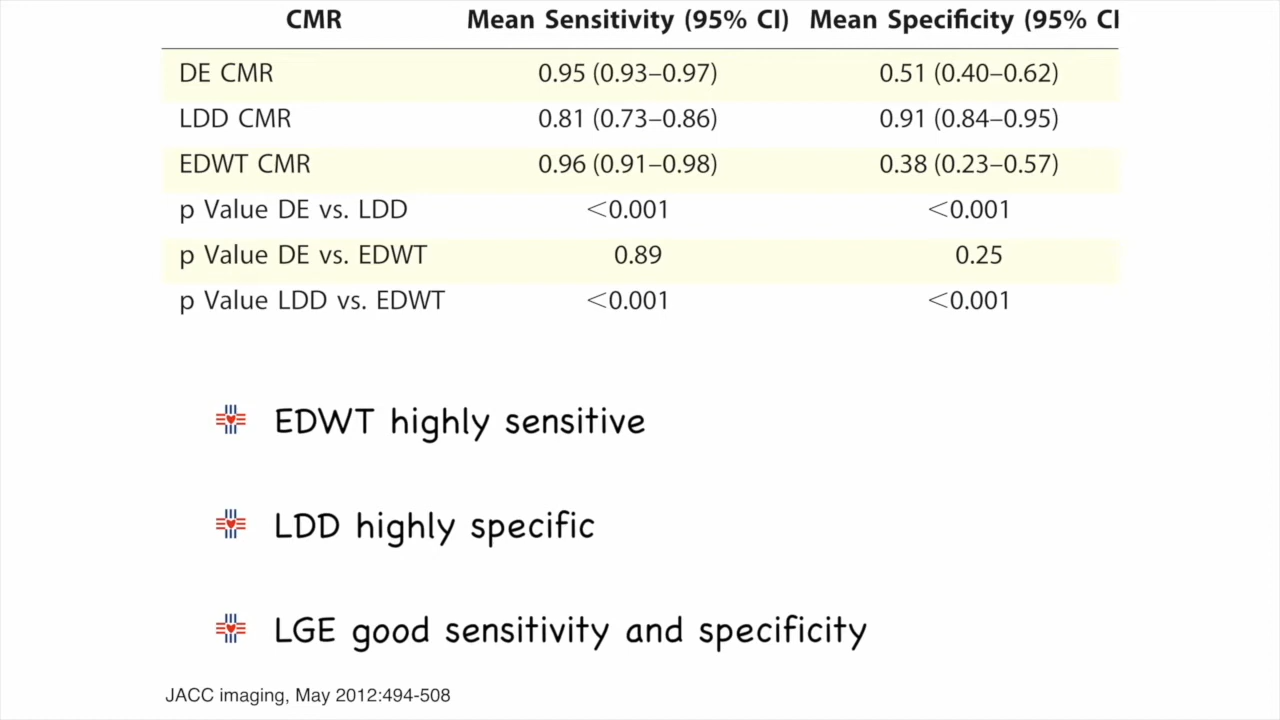 CMR Mean Sensitivity (95% CI) Mean Specificity (95% CI
DE CMR 0.95 (0.93–0.97) 0.51 (0.40–0.62)
LDD CMR 0.81 (0.73–0.86) 0.91 (0.84–0.95)
EDWT CMR 0.96 (0.91–0.98) 0.38 (0.23–0.57)
p Value DE vs. LDD <0.001 <0.001
p Value DE vs. EDWT 0.89 0.25
p Value LDD vs. EDWT <0.001 <0.001
EDWT highly sensitive
LDD highly specific
LGE good sensitivity and specificity
JACC imaging, May 2012:494-508